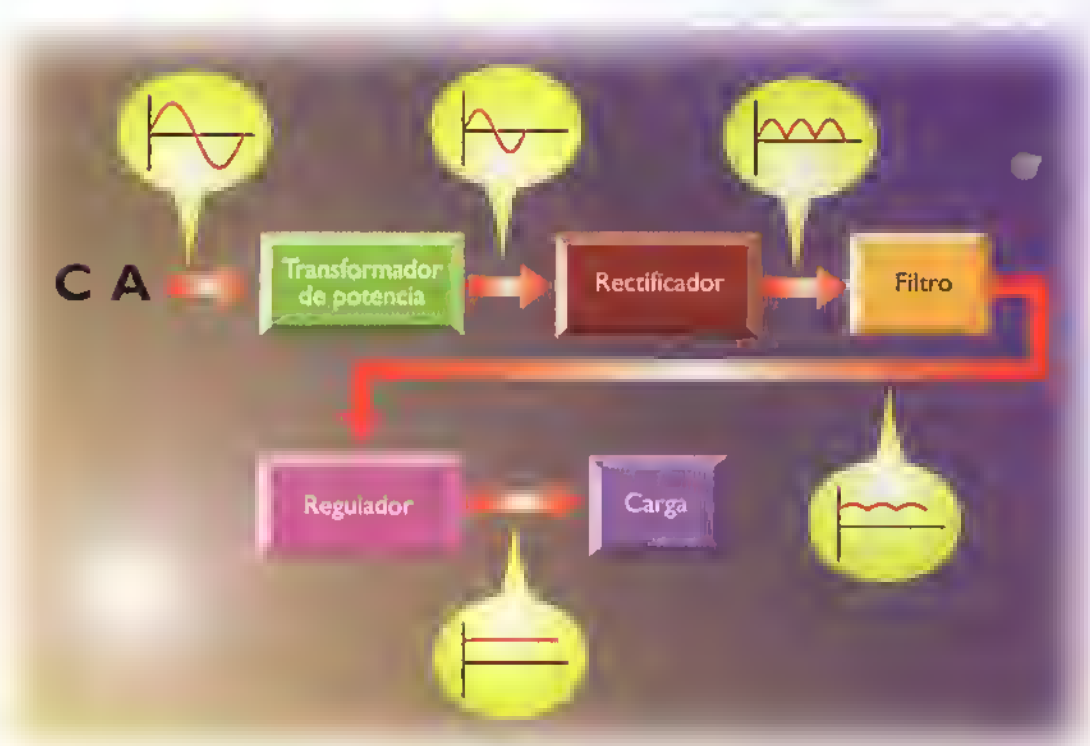 C A
Transformador
de potencia
Rectificador
Filtro
Regulador
Carga